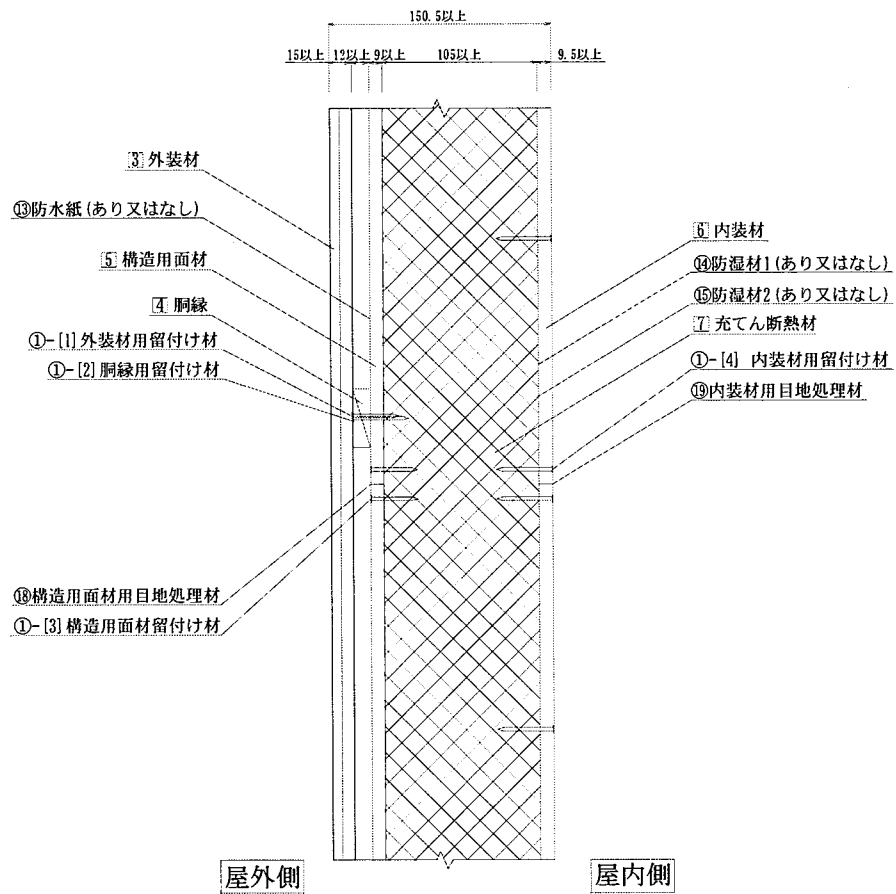 150.5以上
15以上 12以上 9以上 105以上 9.5以上
3 外装材
⑬防水紙(あり又はなし)
5 構造用面材
4 胴縁
①-[1]外装材用留付け材
①-[2]胴縁用留付け材
⑱構造用面材用目地処理材
①-[3]構造用面材留付け材
6 内装材
⑭防湿材1(あり又はなし)
⑮防湿材2(あり又はなし)
7 充てん断熱材
①-[4] 内装材用留付け材
⑲内装材用目地処理材
屋外側
屋内側